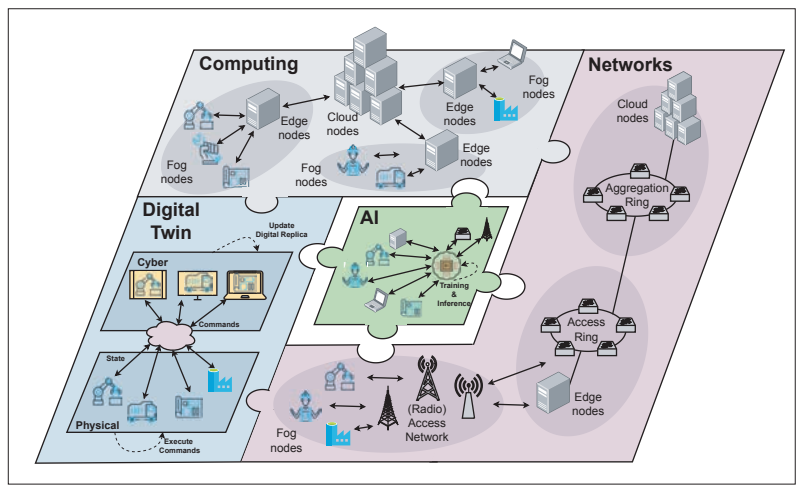 Computing
Networks
Fog
nodes
Edge
nodes
Cloud
nodes
Edge
nodes
Cloud
nodes
Edge
nodes
Fog nodes
Fog
nodes
Aggregation
Ring
Digital
Twin
Update
Digital Replica
AI
Cyber
Training
&
Inference
Commands
Access
Ring
State
(Radio)
Access
Network
Edge
nodes
Physical
Execute
Commands
Fog
nodes